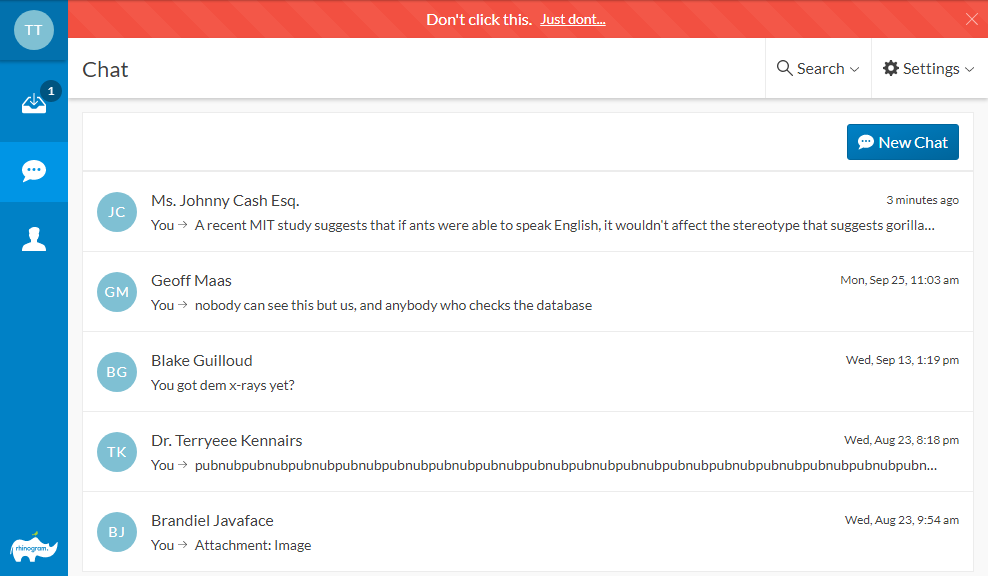 TT
Don't click this. Just dont...
1
Chat
Search
Settings
New Chat
JC
Ms. Johnny Cash Esq.
3 minutes ago
You → A recent MIT study suggests that if ants were able to speak English, it wouldn't affect the stereotype that suggests gorilla...
GM
Geoff Maas
Mon, Sep 25, 11:03 am
You → nobody can see this but us, and anybody who checks the database
BG
Blake Guilloud
Wed, Sep 13, 1:19 pm
You got dem x-rays yet?
TK
Dr. Terryeee Kennairs
Wed, Aug 23, 8:18 pm
You → pubnubpubnubpubnubpubnubpubnubpubnubpubnubpubnubpubnubpubnubpubnubpubnubpubnubpubnubpubnubpubn...
BJ
Brandiel Javaface
Wed, Aug 23, 9:54 am
You → Attachment: Image
rhinogram